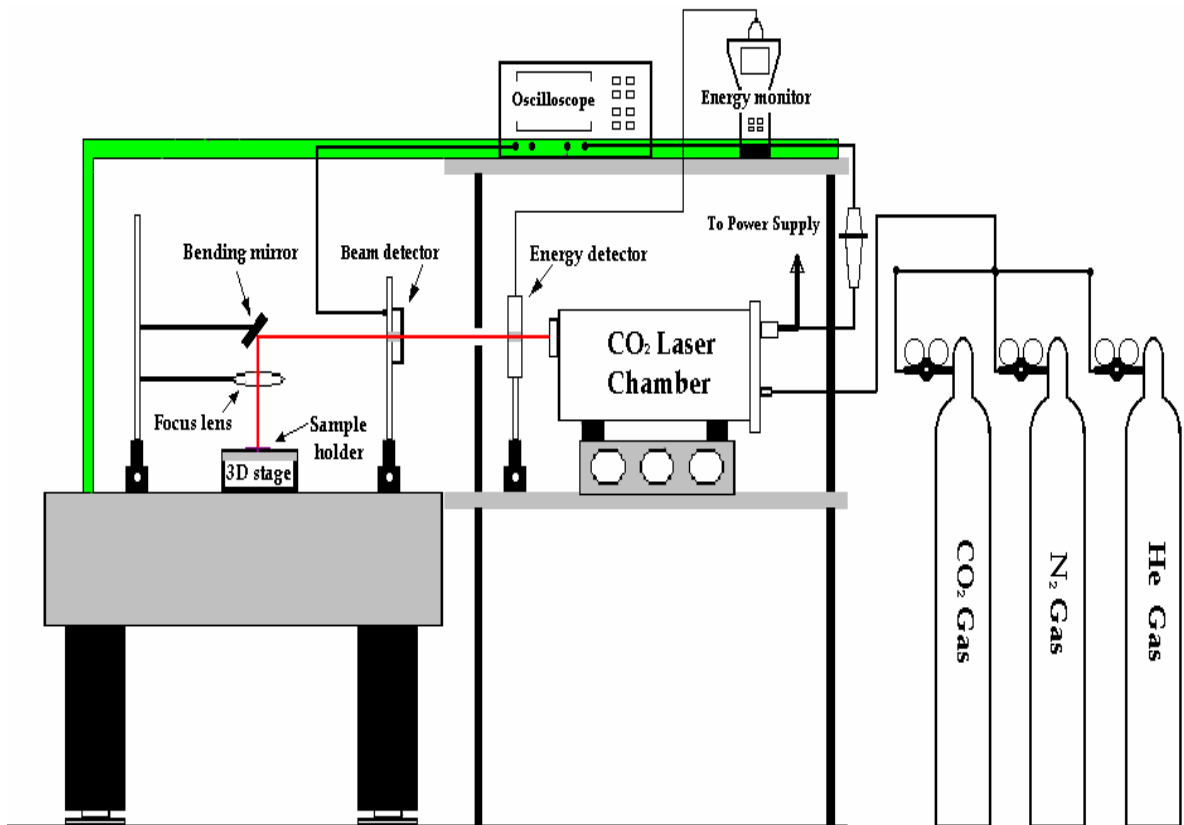 Oscilloscope
Energy monitor
To Power Supply
Bending mirror
Beam detector
Energy detector
CO₂ Laser
Chamber
Focus lens
Sample
holder
3D stage
CO₂ Gas
N₂ Gas
He Gas